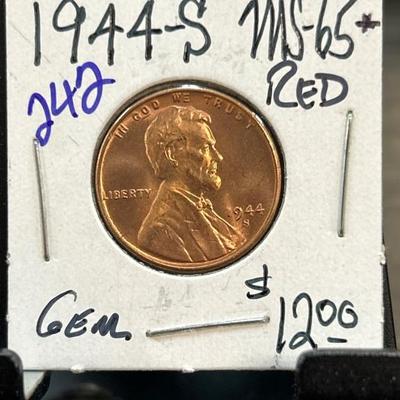 1944-S MS-65*
242 RED
IN GOD WE TRUST
LIBERTY
1944
S
GEM $ 12.00